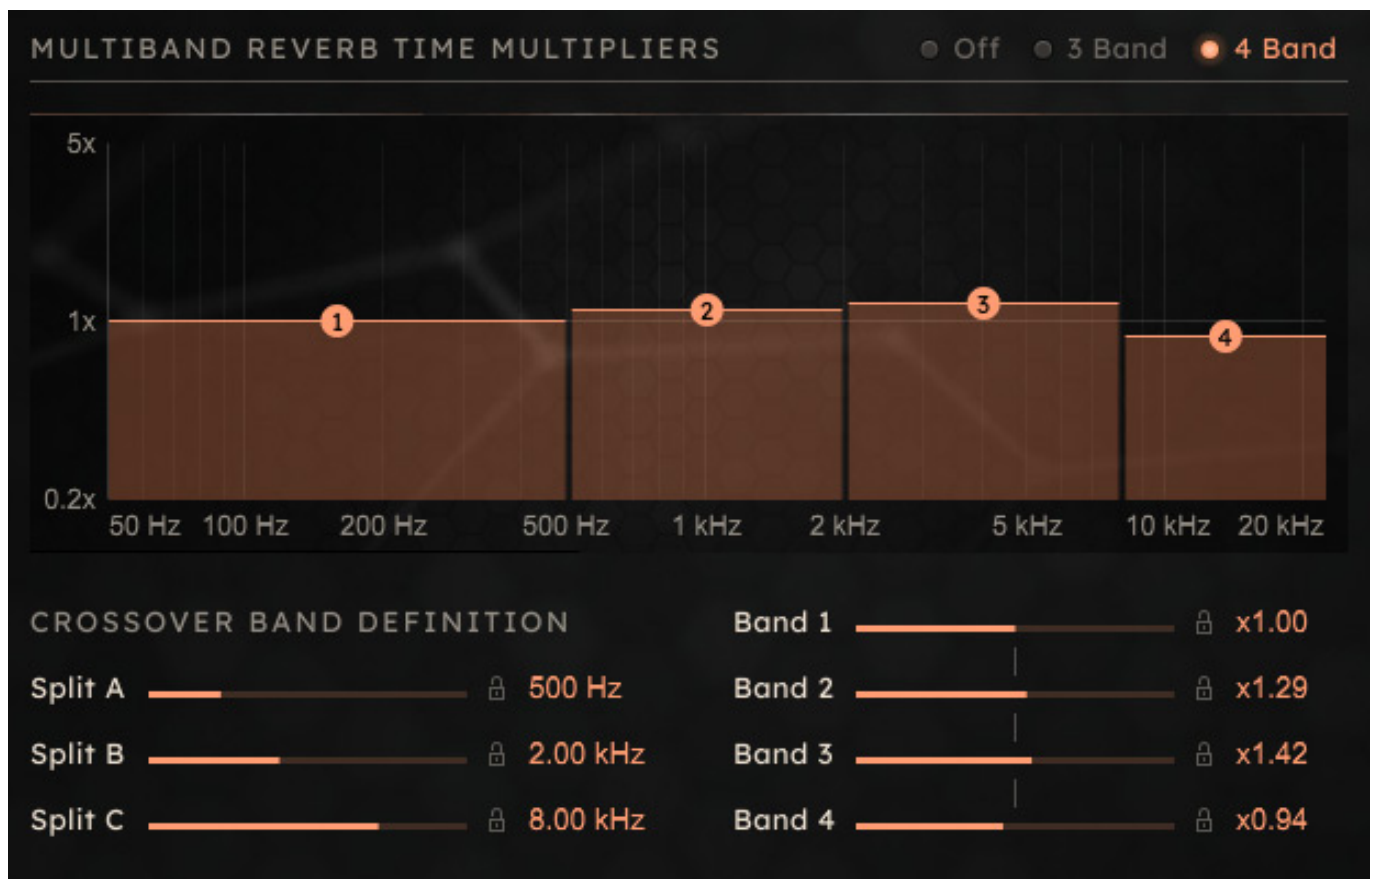 MULTIBAND REVERB TIME MULTIPLIERS Off 3 Band 4 Band
5x
1x
0.2x
1 2 3 4
50 Hz 100 Hz 200 Hz 500 Hz 1 kHz 2 kHz 5 kHz 10 kHz 20 kHz
CROSSOVER BAND DEFINITION
Split A 500 Hz
Split B 2.00 kHz
Split C 8.00 kHz
Band 1 x1.00
Band 2 x1.29
Band 3 x1.42
Band 4 x0.94